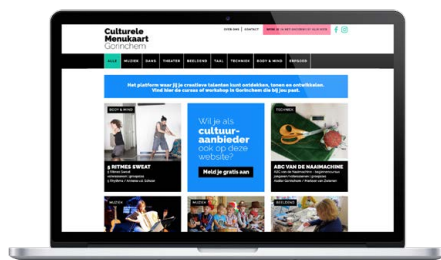 Culturele
Menukaart
Gorinchem
OVER ONS | CONTACT
ALLE MUZIEK DANS THEATER BEELDEND TAAL TECHNIEK BODY & MIND ERFGOED
Het platform waar jij je creatieve talenten kunt ontdekken, tonen en ontwikkelen.
Vind hier de cursus of workshop in Gorinchem die bij jou past.
BODY & MIND
5 RITMES SWEAT
Wil je als
cultuur-
aanbieder
ook op deze
website?
Meld je gratis aan
TECHNIEK
ABC VAN DE NAAIMACHINE
MUZIEK
MUZIEK
BEELDEND